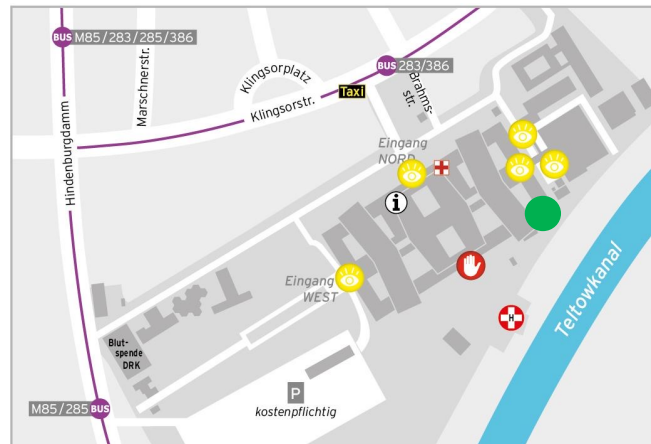 BUS M85/283/285/386
Marschnerstr.
Klingsorplatz
BUS 283/386
Taxi
Klingsorstr.
Brahms-
str.
Hindenburgdamm
Eingang
NORD
i
Eingang
WEST
H
Teltowkanal
Blut-
spende
DRK
P
kostenpflichtig
M85/285 BUS